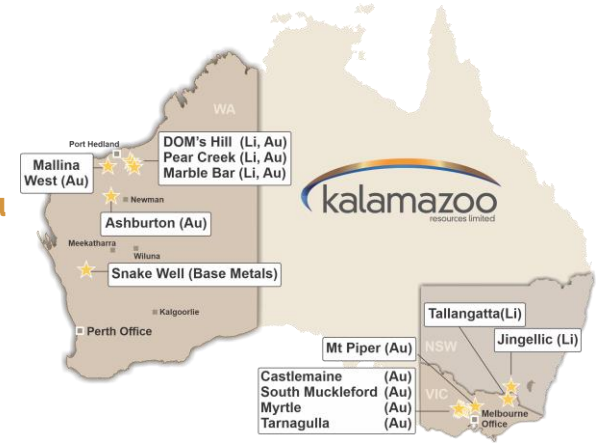 WA
Port Hedland
DOM's Hill (Li, Au)
Pear Creek (Li, Au)
Marble Bar (Li, Au)
Mallina
West (Au)
Newman
Ashburton (Au)
Meekatharra
Wiluna
Snake Well (Base Metals)
Kalgoorlie
Perth Office
kalamazoo
resources limited
Tallangatta(Li)
Jingellic (Li)
Mt Piper (Au)
NSW
Castlemaine (Au)
South Muckleford (Au)
Myrtle (Au)
Tarnagulla (Au)
VIC
Melbourne
Office